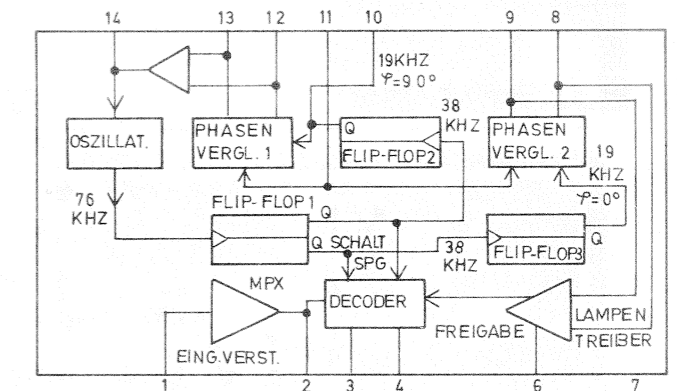 14 13 12 11 10 9 8
19KHZ
φ=90°
38
KHZ
OSZILLAT.
PHASEN
VERGL.1
Q
FLIP-FLOP2
PHASEN
VERGL.2
19
KHZ
φ=0°
76
KHZ
FLIP-FLOP1
Q
Q SCHALT
SPG
38
KHZ
Q
FLIP-FLOP3
MPX
DECODER
FREIGABE
LAMPEN
TREIBER
EING.VERST.
1 2 3 4 6 7